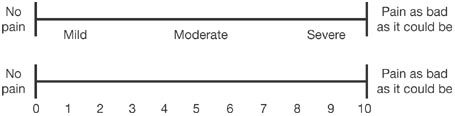 No pain
Mild Moderate Severe
Pain as bad as it could be
No pain
0 1 2 3 4 5 6 7 8 9 10
Pain as bad as it could be